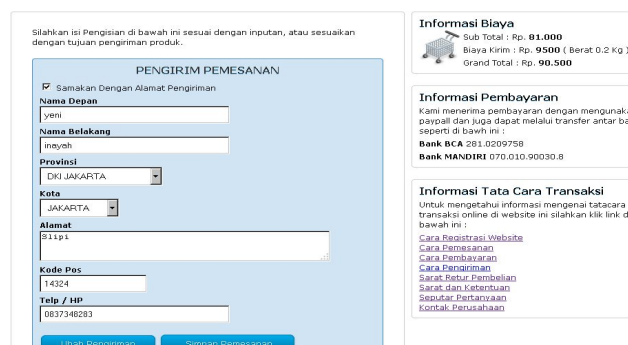 Silahkan isi Pengisian di bawah ini sesuai dengan inputan, atau sesuaikan
dengan tujuan pengiriman produk.
PENGIRIM PEMESANAN
Samakan Dengan Alamat Pengiriman
Nama Depan
yeni
Nama Belakang
inayah
Provinsi
DKI JAKARTA
Kota
JAKARTA
Alamat
Slipi
Kode Pos
14324
Telp / HP
0837348283
Ubah Pengiriman
Simpan Pemesanan
Informasi Biaya
Sub Total : Rp. 81.000
Biaya Kirim : Rp. 9500 ( Berat 0.2 Kg )
Grand Total : Rp. 90.500
Informasi Pembayaran
Kami menerima pembayaran dengan mengunaka
paypall dan juga dapat melalui transfer antar ba
seperti di bawh ini :
Bank BCA 281.0209758
Bank MANDIRI 070.010.90030.8
Informasi Tata Cara Transaksi
Untuk mengetahui informasi mengenai tatacara
transaksi online di website ini silahkan klik link d
bawah ini :
Cara Registrasi Website
Cara Pemesanan
Cara Pembayaran
Cara Pengiriman
Sarat Retur Pembelian
Sarat dan Ketentuan
Seputar Pertanyaan
Kontak Perusahaan